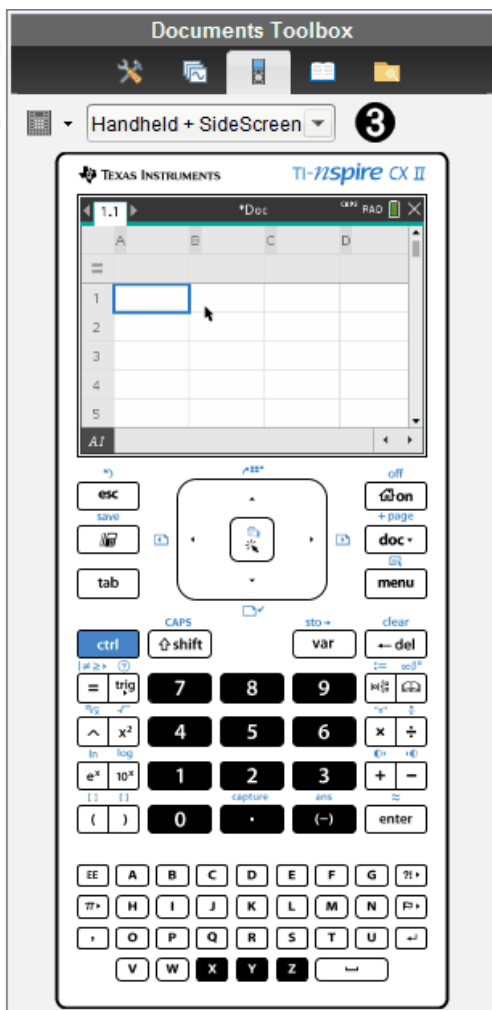 Documents Toolbox
Handheld + SideScreen 3
TEXAS INSTRUMENTS TI-nspire CX II
1.1 *Doc CAPS RAD
A B C D
=
1
2
3
4
5
A1
off
esc on
save +page
doc
tab menu
CAPS sto→ clear
ctrl shift var ←del
|≠≥▸ ? := ∞β°
= trig 7 8 9
ⁿ√x √ "x" ÷
^ x² 4 5 6 × ÷
ln log
eˣ 10ˣ 1 2 3 + −
[ ] { } capture ans ≈
( ) 0 . (−) enter
EE A B C D E F G ?!▸
π▸ H I J K L M N ⚐▸
, O P Q R S T U ↵
V W X Y Z